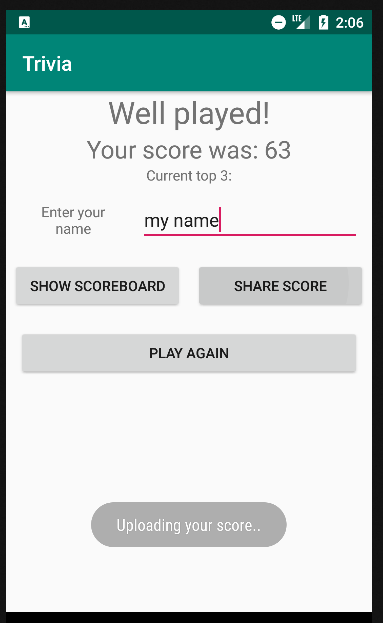 LTE 2:06
Trivia
Well played!
Your score was: 63
Current top 3:
Enter your
name
my name
SHOW SCOREBOARD
SHARE SCORE
PLAY AGAIN
Uploading your score..